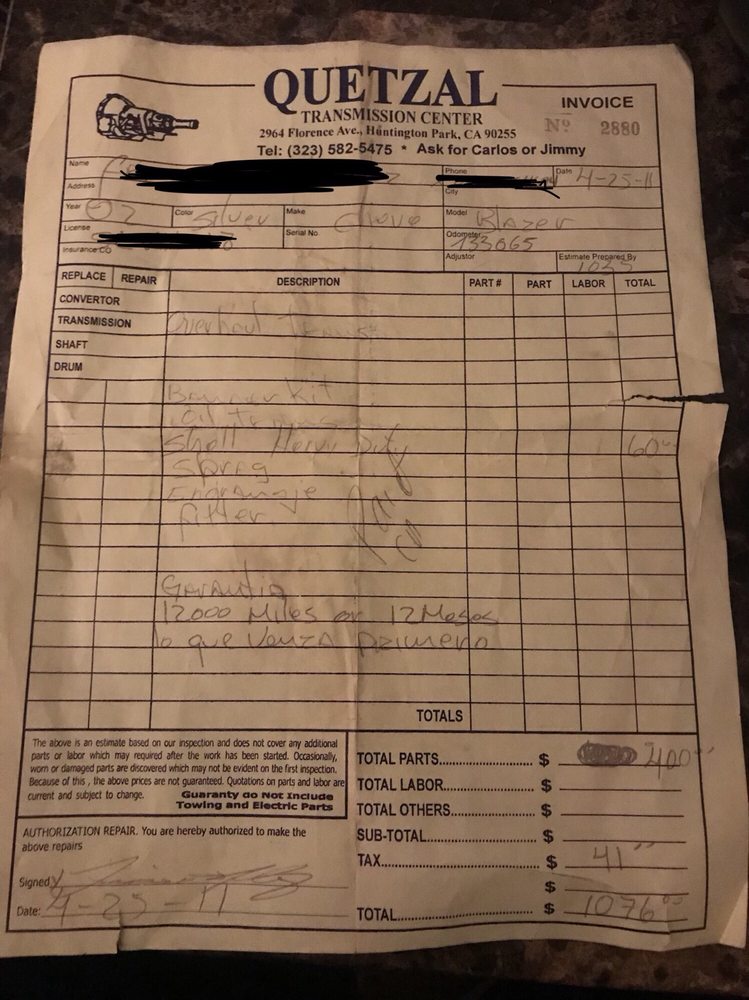 QUETZAL
TRANSMISSION CENTER
2964 Florence Ave., Huntington Park, CA 90255
Tel: (323) 582-5475 * Ask for Carlos or Jimmy
INVOICE
Nº 2880
Name
Phone
Date 4-25-11
Address
City
Year 02 Color Silver Make Model Blazer
License
Serial No.
Odometer 133065
Insurance CO
Adjustor
Estimate Prepared By
1035
REPLACE REPAIR DESCRIPTION PART # PART LABOR TOTAL
CONVERTOR
TRANSMISSION Overhaul Trans
SHAFT
DRUM
Banner Kit
Shell Hevi Duty 60
Spreg
Engranaje
filter
Paid
Garantia
12000 Miles or 12 Meses
lo que Venza Primero
TOTALS
The above is an estimate based on our inspection and does not cover any additional
parts or labor which may required after the work has been started. Occasionally,
worn or damaged parts are discovered which may not be evident on the first inspection.
Because of this , the above prices are not guaranteed. Quotations on parts and labor are
current and subject to change. Guaranty do Not Include
Towing and Electric Parts
AUTHORIZATION REPAIR. You are hereby authorized to make the
above repairs
Signed
Date: 4-25-11
TOTAL PARTS.............................. $ 400
TOTAL LABOR.............................. $
TOTAL OTHERS............................ $
SUB-TOTAL................................ $
TAX........................................ $ 41
$
TOTAL..................................... $ 1076